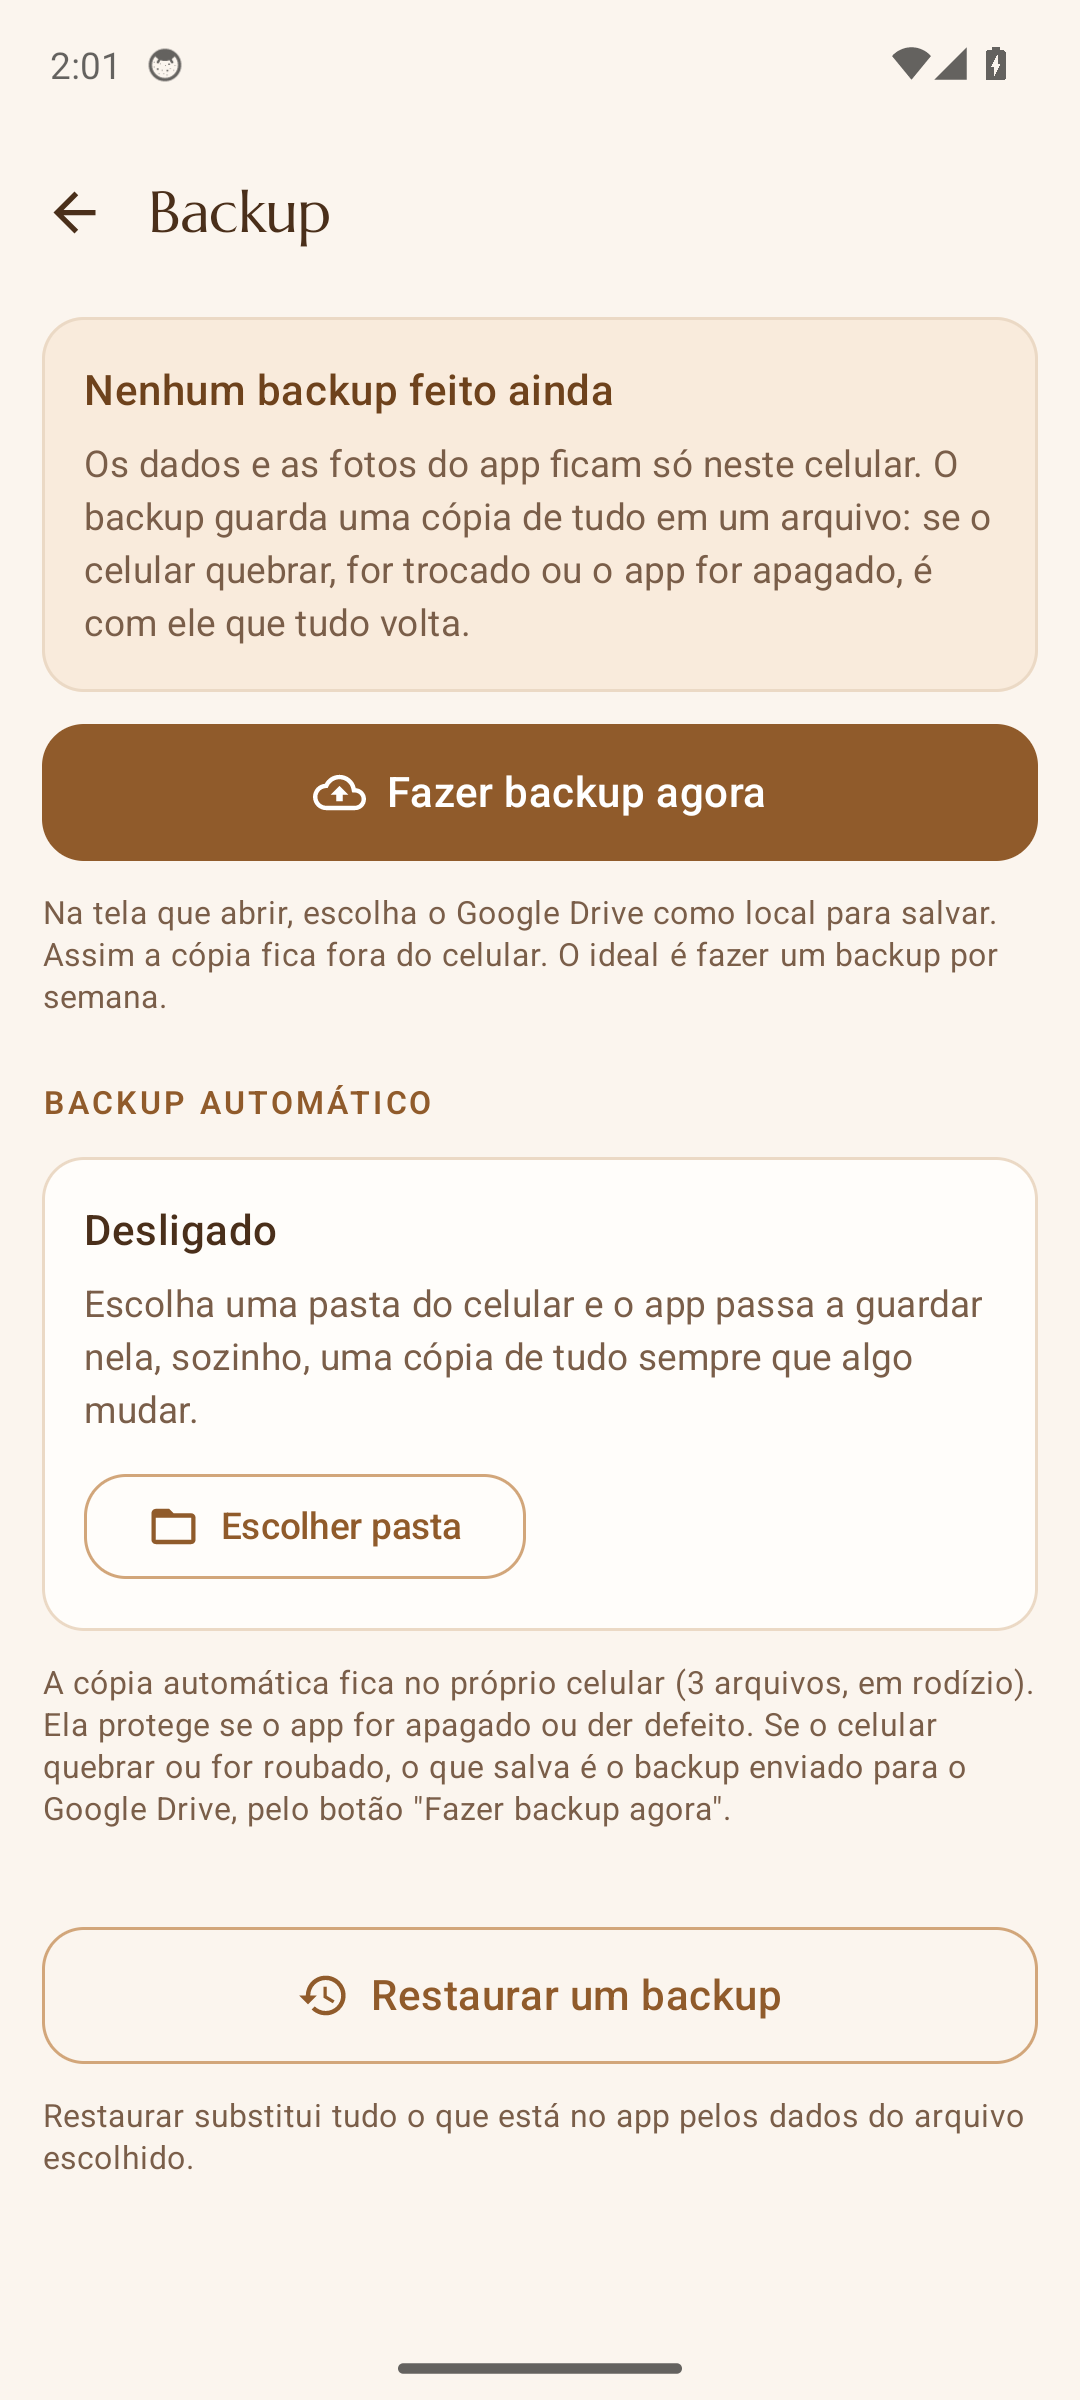 2:01
Backup
Nenhum backup feito ainda
Os dados e as fotos do app ficam só neste celular. O
backup guarda uma cópia de tudo em um arquivo: se o
celular quebrar, for trocado ou o app for apagado, é
com ele que tudo volta.
Fazer backup agora
Na tela que abrir, escolha o Google Drive como local para salvar.
Assim a cópia fica fora do celular. O ideal é fazer um backup por
semana.
BACKUP AUTOMÁTICO
Desligado
Escolha uma pasta do celular e o app passa a guardar
nela, sozinho, uma cópia de tudo sempre que algo
mudar.
Escolher pasta
A cópia automática fica no próprio celular (3 arquivos, em rodízio).
Ela protege se o app for apagado ou der defeito. Se o celular
quebrar ou for roubado, o que salva é o backup enviado para o
Google Drive, pelo botão "Fazer backup agora".
Restaurar um backup
Restaurar substitui tudo o que está no app pelos dados do arquivo
escolhido.